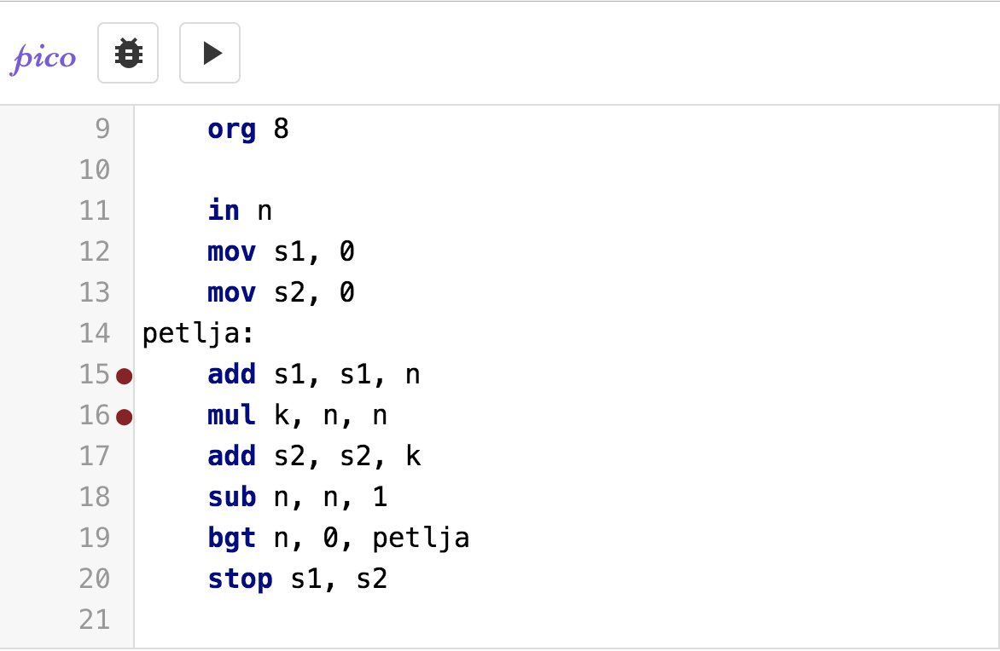 pico
9 org 8
10
11 in n
12 mov s1, 0
13 mov s2, 0
14 petlja:
15 add s1, s1, n
16 mul k, n, n
17 add s2, s2, k
18 sub n, n, 1
19 bgt n, 0, petlja
20 stop s1, s2
21